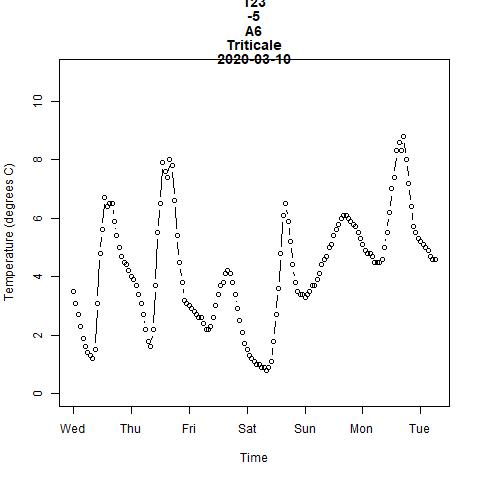 123
-5
A6
Triticale
2020-03-10
Temperature (degrees C)
10
8
6
4
2
0
Wed Thu Fri Sat Sun Mon Tue
Time